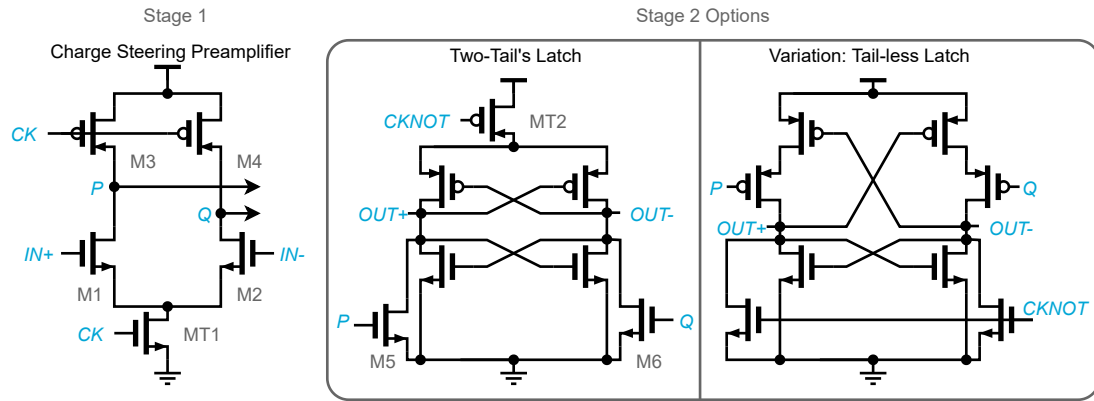 Stage 1
Stage 2 Options
Charge Steering Preamplifier
Two-Tail's Latch
Variation: Tail-less Latch
CK
M3
M4
P
Q
IN+
IN-
M1
M2
CK
MT1
CKNOT
MT2
OUT+
OUT-
P
Q
M5
M6
P
Q
OUT+
OUT-
CKNOT